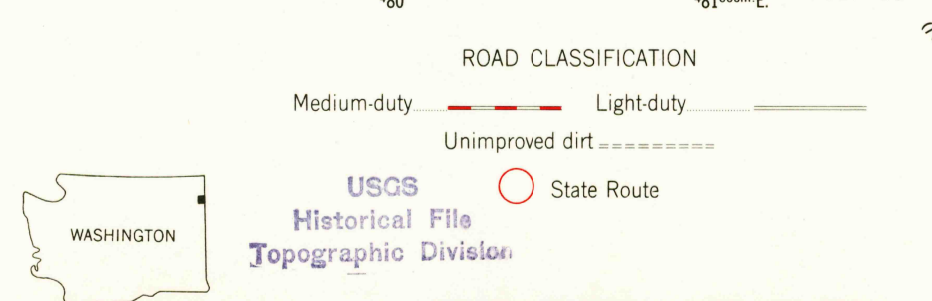 ROAD CLASSIFICATION
Medium-duty Light-duty
Unimproved dirt
State Route
WASHINGTON
USGS
Historical File
Topographic Division